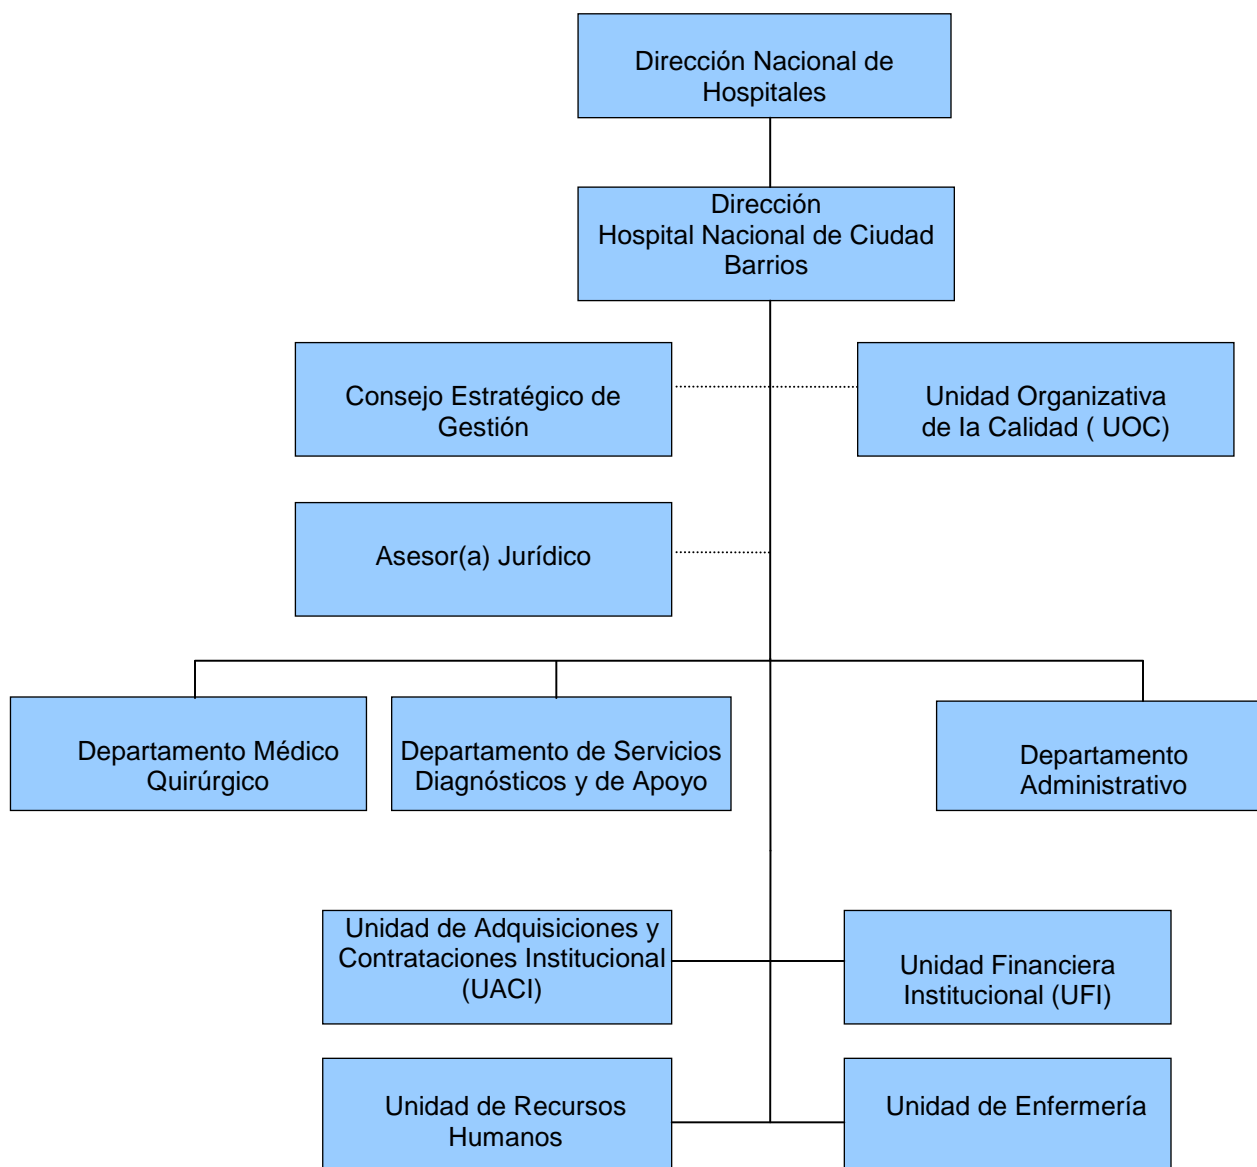 Dirección Nacional de
Hospitales
Dirección
Hospital Nacional de Ciudad
Barrios
Consejo Estratégico de
Gestión
Unidad Organizativa
de la Calidad ( UOC)
Asesor(a) Jurídico
Departamento Médico
Quirúrgico
Departamento de Servicios
Diagnósticos y de Apoyo
Departamento
Administrativo
Unidad de Adquisiciones y
Contrataciones Institucional
(UACI)
Unidad Financiera
Institucional (UFI)
Unidad de Recursos
Humanos
Unidad de Enfermería